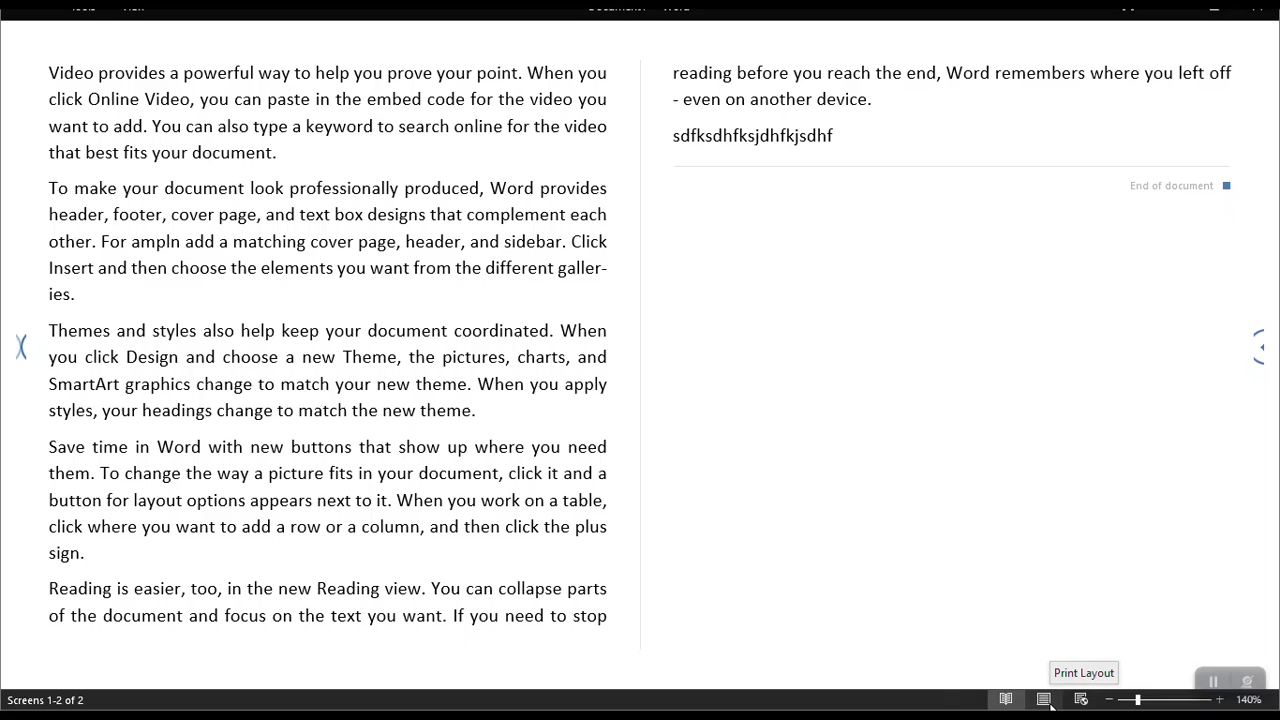 Video provides a powerful way to help you prove your point. When you
click Online Video, you can paste in the embed code for the video you
want to add. You can also type a keyword to search online for the video
that best fits your document.
To make your document look professionally produced, Word provides
header, footer, cover page, and text box designs that complement each
other. For ampln add a matching cover page, header, and sidebar. Click
Insert and then choose the elements you want from the different galler-
ies.
Themes and styles also help keep your document coordinated. When
you click Design and choose a new Theme, the pictures, charts, and
SmartArt graphics change to match your new theme. When you apply
styles, your headings change to match the new theme.
Save time in Word with new buttons that show up where you need
them. To change the way a picture fits in your document, click it and a
button for layout options appears next to it. When you work on a table,
click where you want to add a row or a column, and then click the plus
sign.
Reading is easier, too, in the new Reading view. You can collapse parts
of the document and focus on the text you want. If you need to stop
reading before you reach the end, Word remembers where you left off
- even on another device.
sdfksdhfksjdhfkjsdhf
End of document
Print Layout
Screens 1-2 of 2
140%